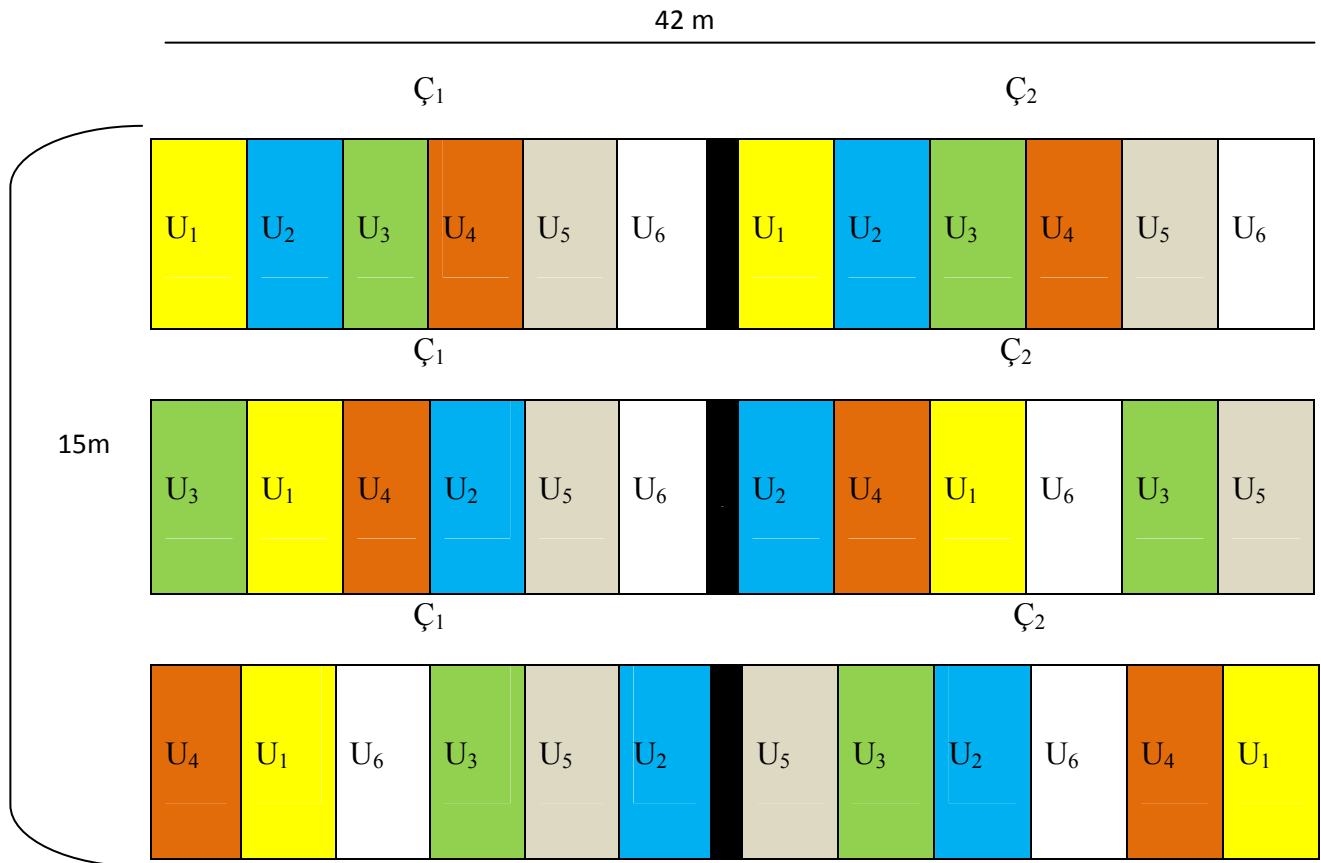 42 m
Ç₁ Ç₂
U₁ U₂ U₃ U₄ U₅ U₆ U₁ U₂ U₃ U₄ U₅ U₆
Ç₁ Ç₂
15m
U₃ U₁ U₄ U₂ U₅ U₆ U₂ U₄ U₁ U₆ U₃ U₅
Ç₁ Ç₂
U₄ U₁ U₆ U₃ U₅ U₂ U₅ U₃ U₂ U₆ U₄ U₁